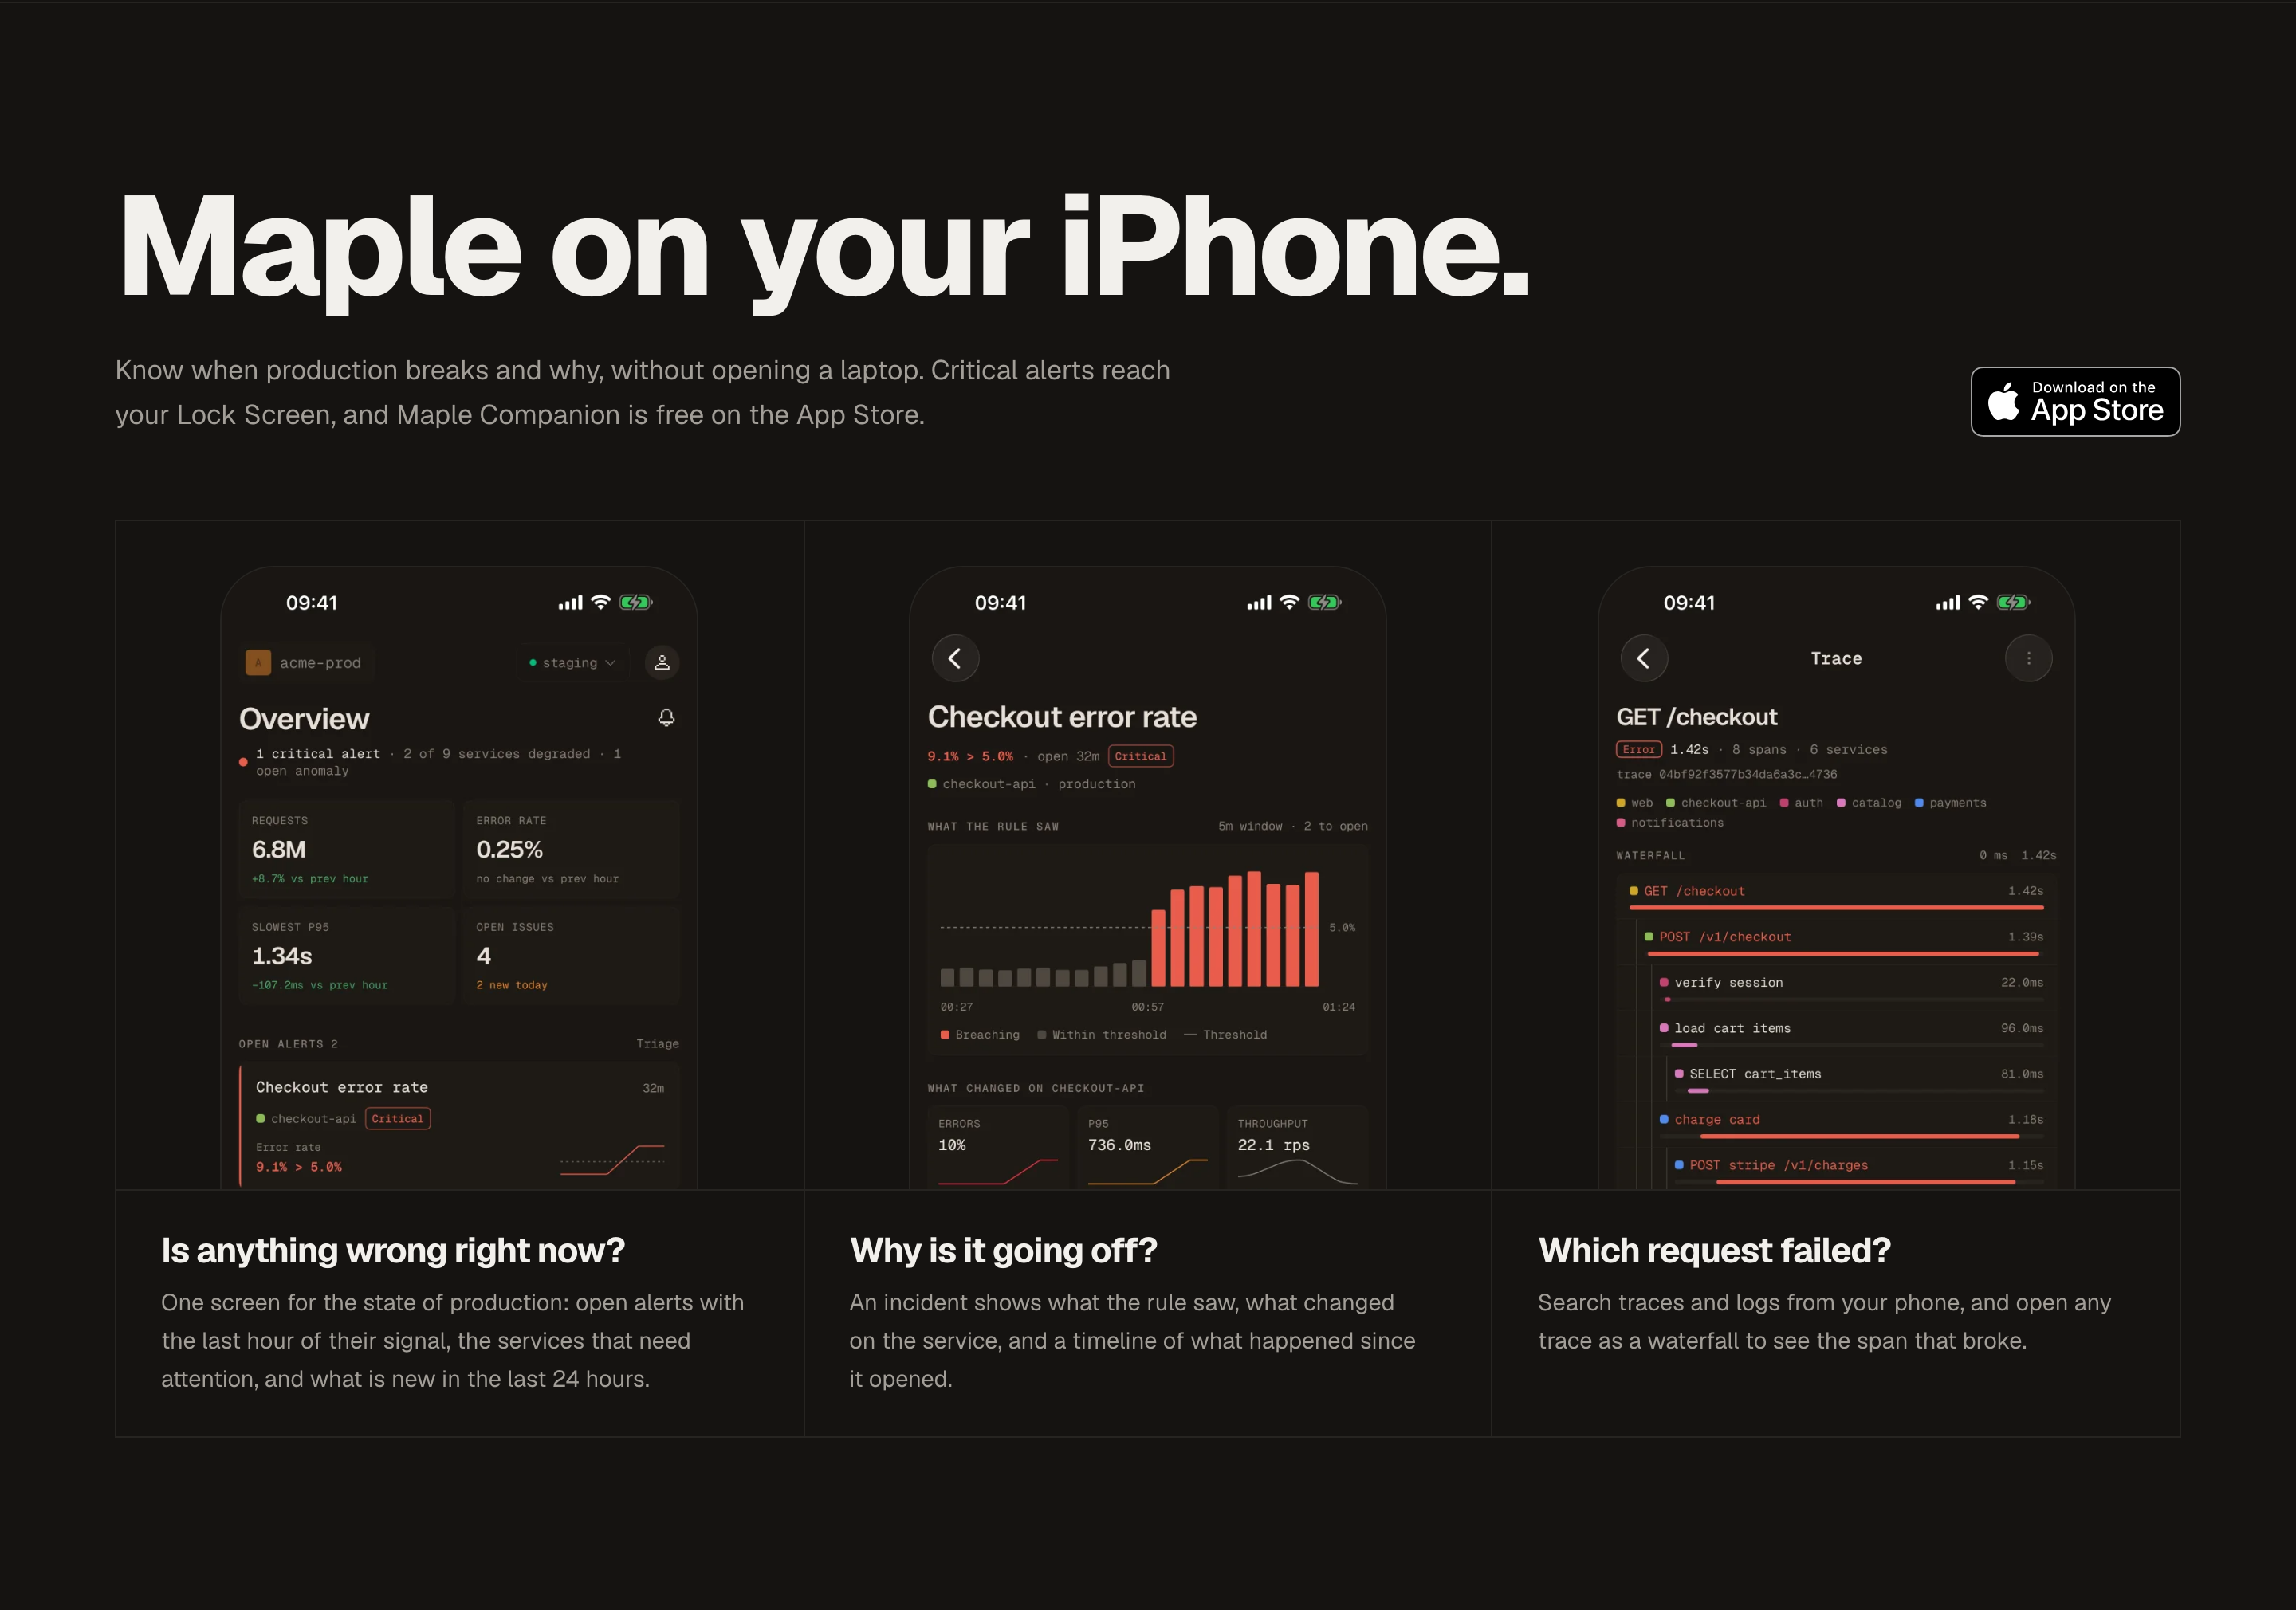 Maple on your iPhone.
Know when production breaks and why, without opening a laptop. Critical alerts reach
your Lock Screen, and Maple Companion is free on the App Store.
Download on the
App Store
09:41
A acme-prod
staging
Overview
1 critical alert · 2 of 9 services degraded · 1
open anomaly
REQUESTS
6.8M
+8.7% vs prev hour
ERROR RATE
0.25%
no change vs prev hour
SLOWEST P95
1.34s
-107.2ms vs prev hour
OPEN ISSUES
4
2 new today
OPEN ALERTS 2 Triage
Checkout error rate 32m
checkout-api Critical
Error rate
9.1% > 5.0%
Is anything wrong right now?
One screen for the state of production: open alerts with
the last hour of their signal, the services that need
attention, and what is new in the last 24 hours.
09:41
Checkout error rate
9.1% > 5.0% · open 32m Critical
checkout-api · production
WHAT THE RULE SAW 5m window · 2 to open
5.0%
00:27 00:57 01:24
Breaching Within threshold Threshold
WHAT CHANGED ON CHECKOUT-API
ERRORS
10%
P95
736.0ms
THROUGHPUT
22.1 rps
Why is it going off?
An incident shows what the rule saw, what changed
on the service, and a timeline of what happened since
it opened.
09:41
Trace
GET /checkout
Error 1.42s · 8 spans · 6 services
trace 04bf92f3577b34da6a3c…4736
web checkout-api auth catalog payments
notifications
WATERFALL 0 ms 1.42s
GET /checkout 1.42s
POST /v1/checkout 1.39s
verify session 22.0ms
load cart items 96.0ms
SELECT cart_items 81.0ms
charge card 1.18s
POST stripe /v1/charges 1.15s
Which request failed?
Search traces and logs from your phone, and open any
trace as a waterfall to see the span that broke.